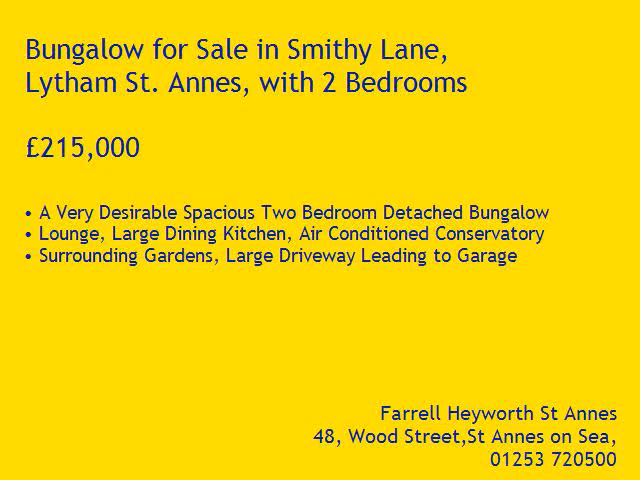 Bungalow for Sale in Smithy Lane,
Lytham St. Annes, with 2 Bedrooms
£215,000
• A Very Desirable Spacious Two Bedroom Detached Bungalow
• Lounge, Large Dining Kitchen, Air Conditioned Conservatory
• Surrounding Gardens, Large Driveway Leading to Garage
Farrell Heyworth St Annes
48, Wood Street,St Annes on Sea,
01253 720500